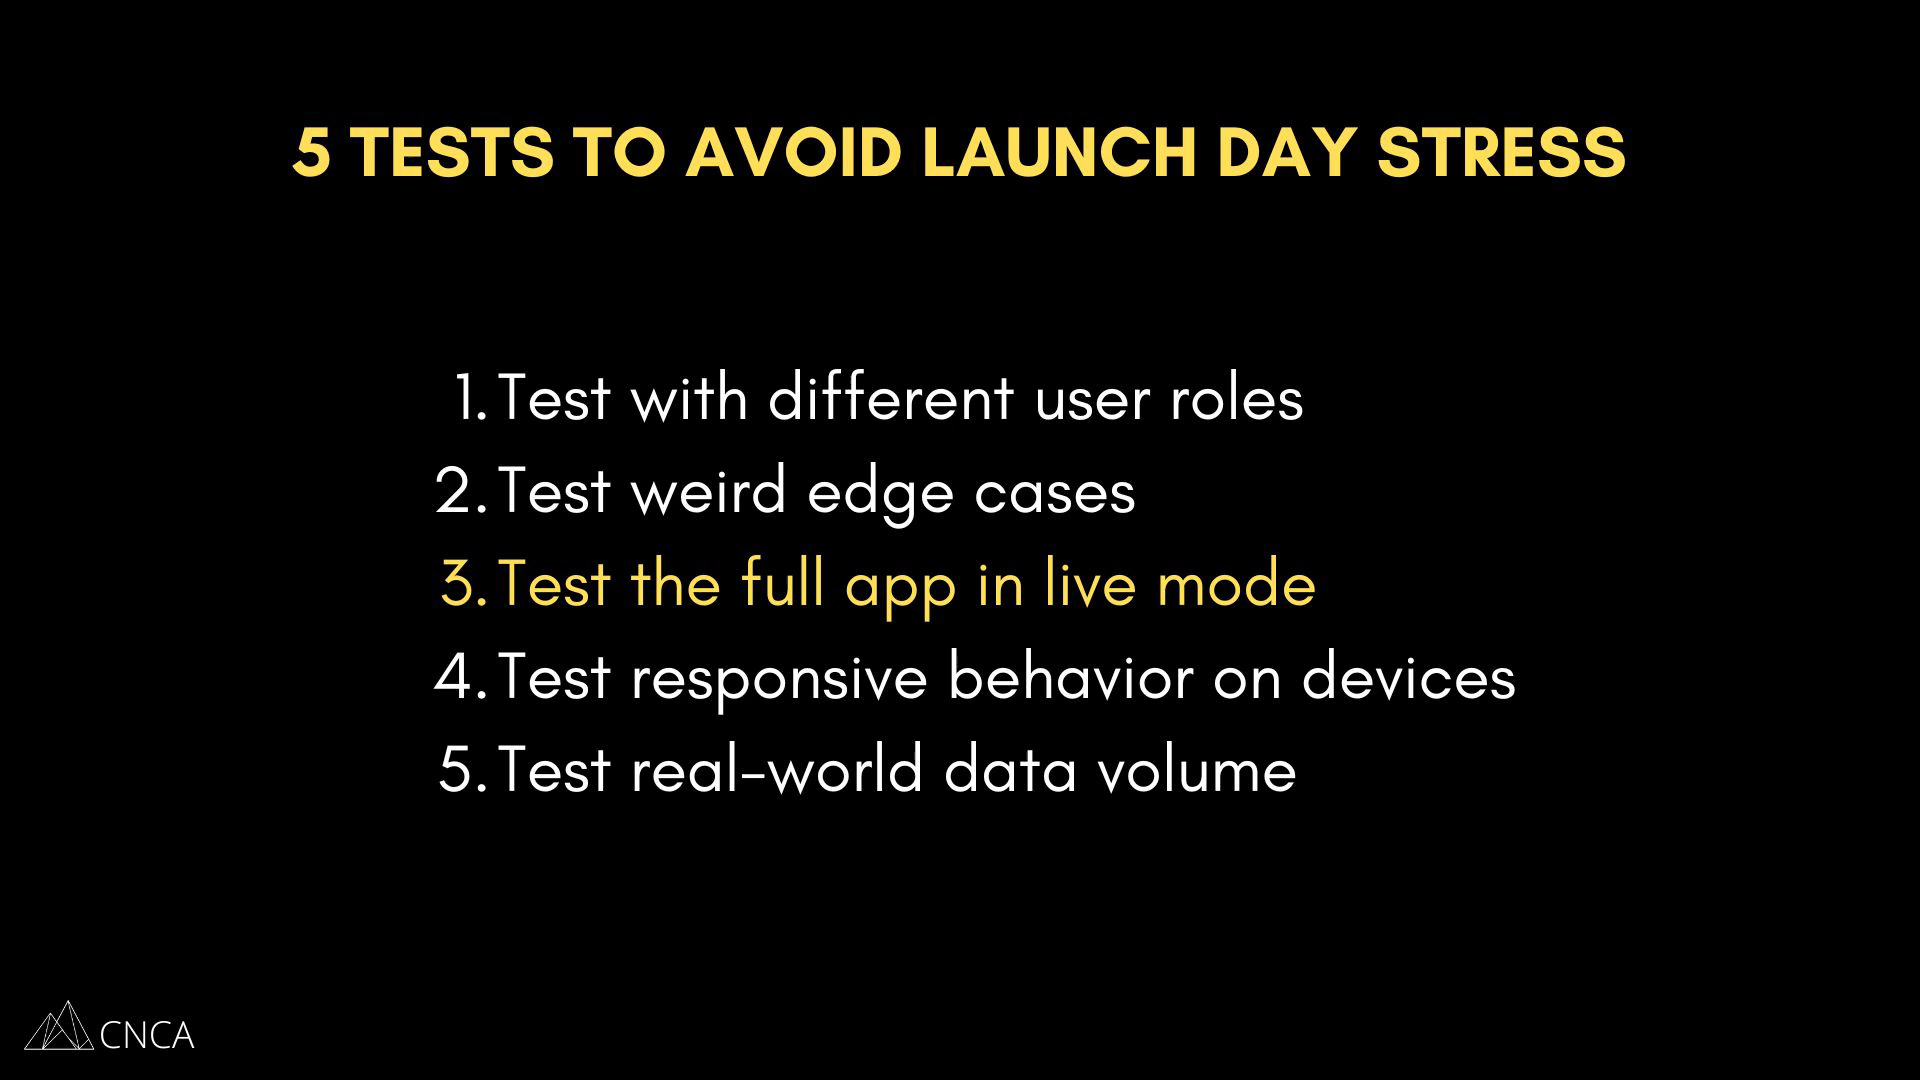 5 TESTS TO AVOID LAUNCH DAY STRESS
1. Test with different user roles
2. Test weird edge cases
3. Test the full app in live mode
4. Test responsive behavior on devices
5. Test real-world data volume
CNCA